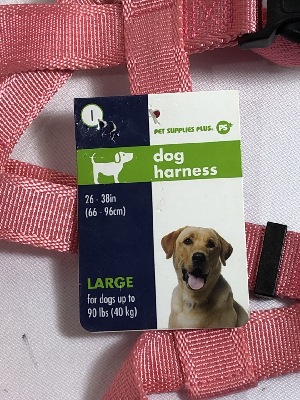 1
PET SUPPLIES PLUS. PS+
dog
harness
26 - 38in
(66 - 96cm)
LARGE
for dogs up to
90 lbs (40 kg)